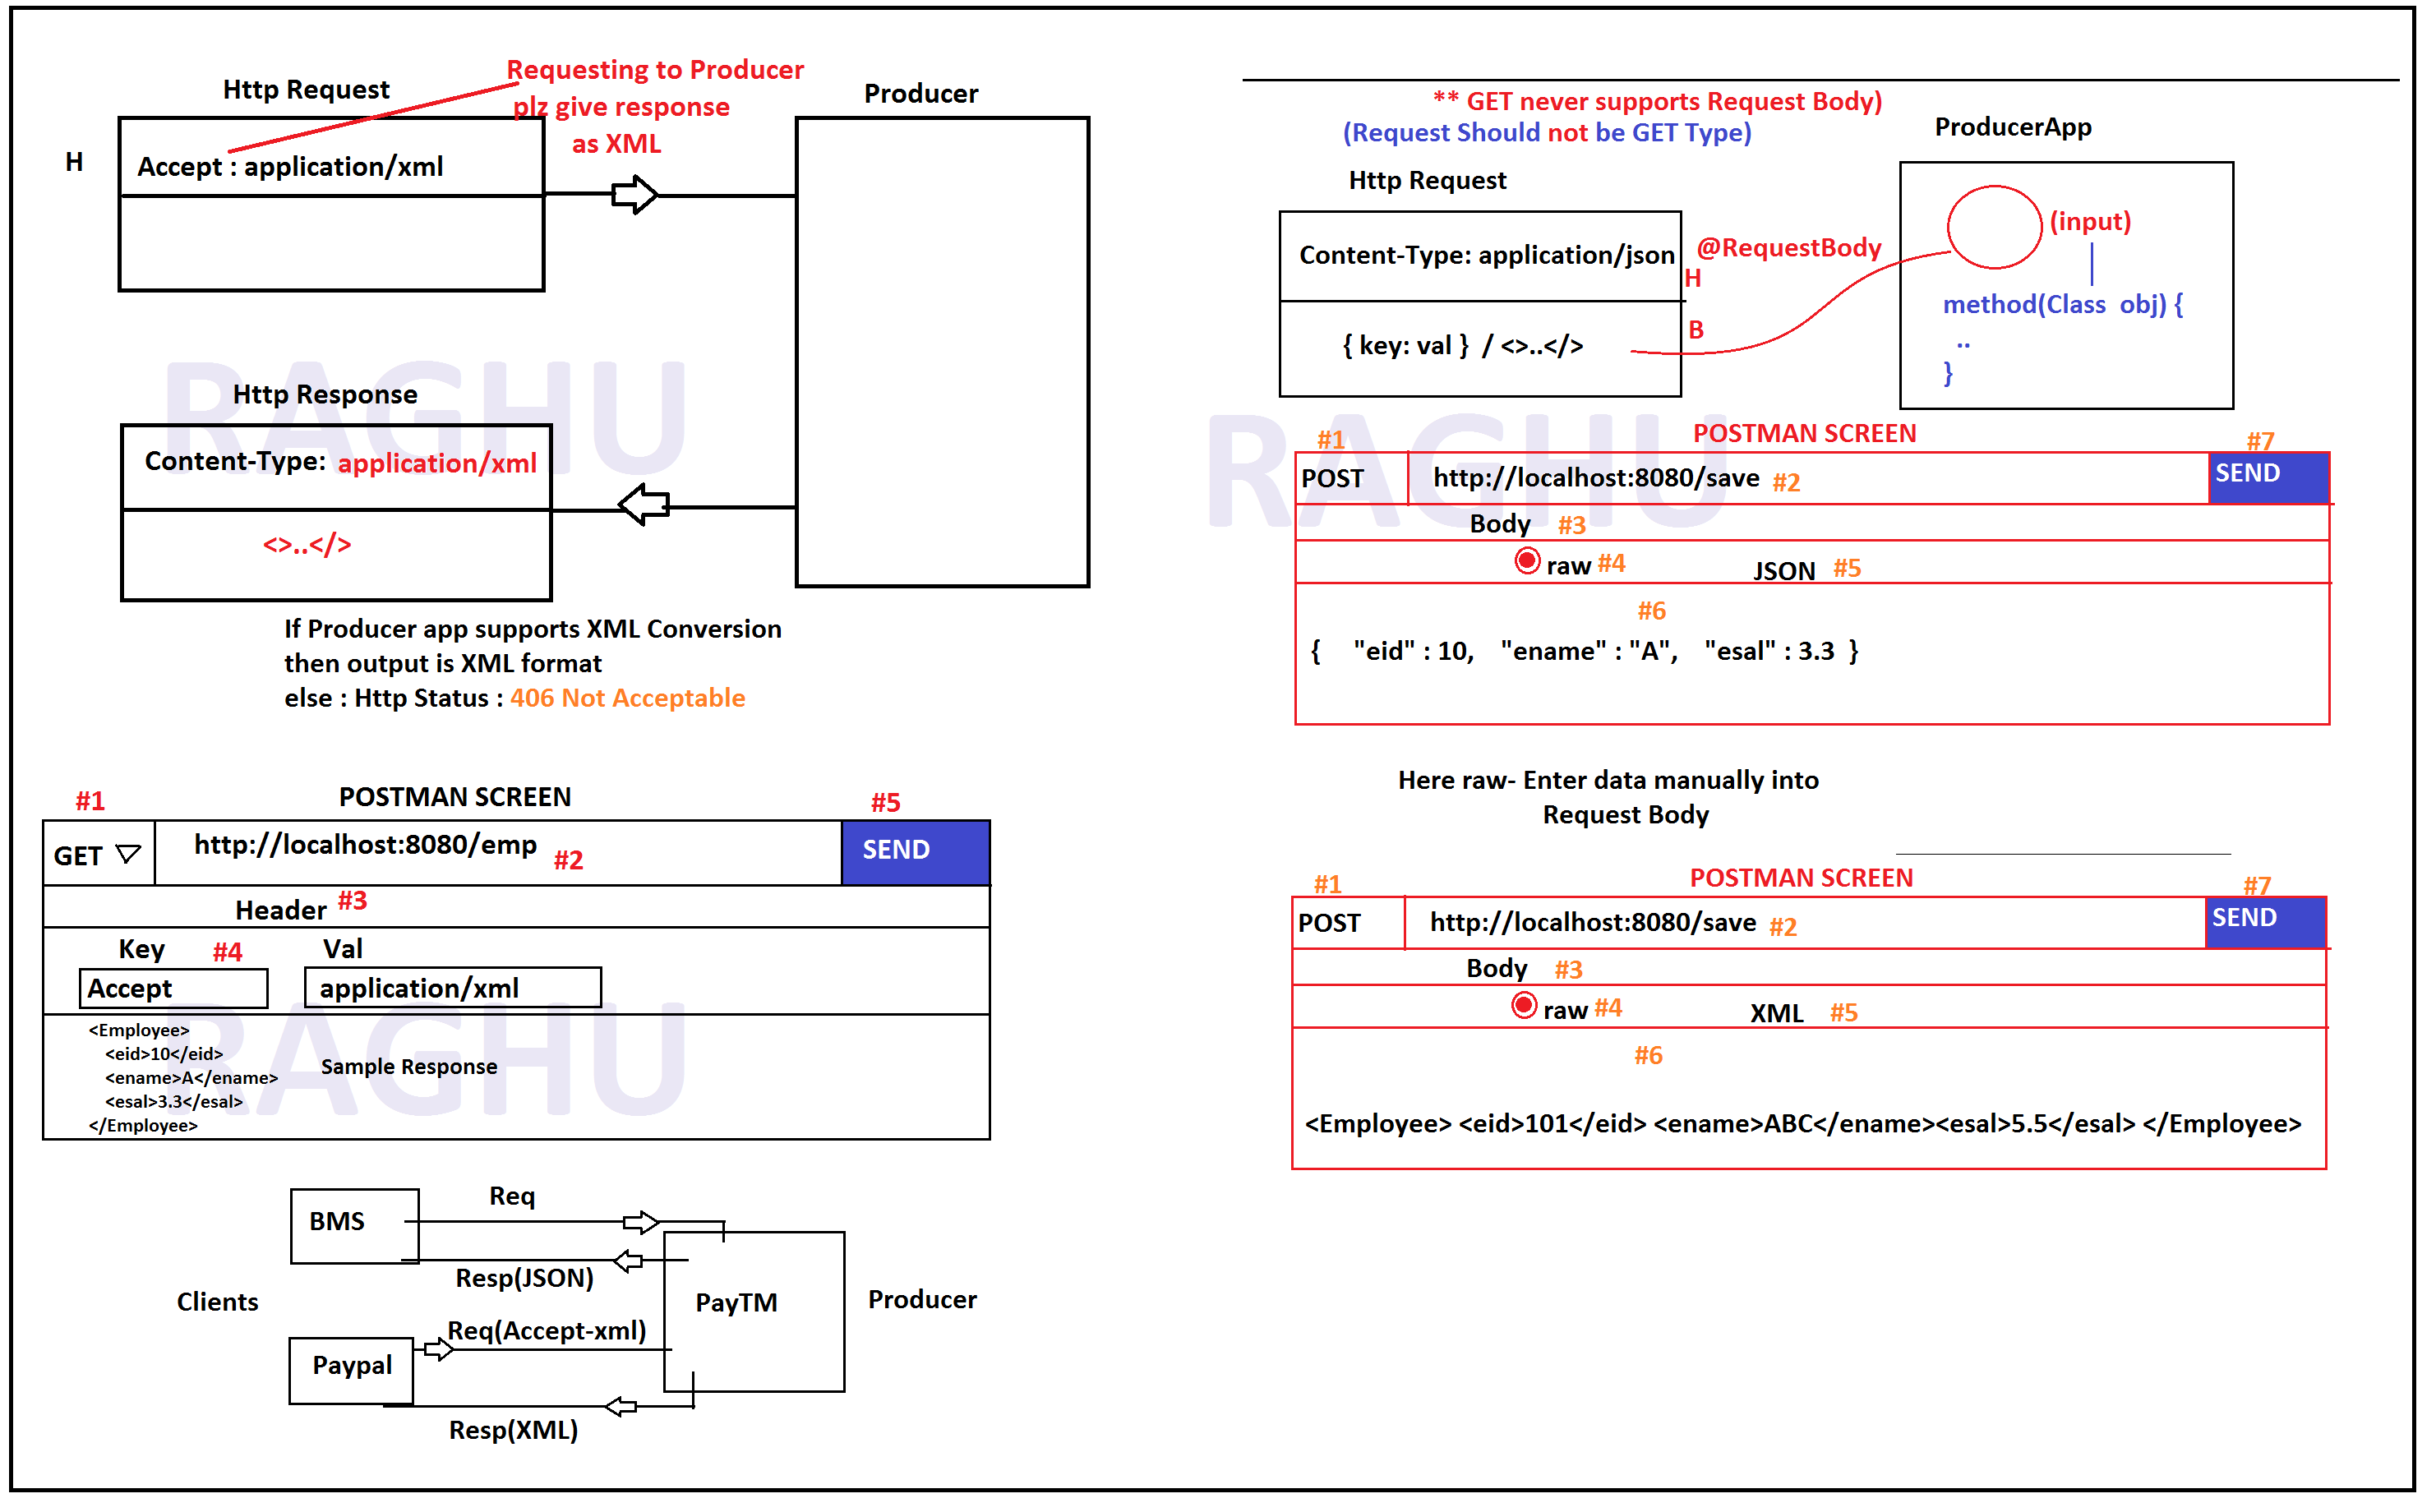 Http Request
Requesting to Producer
plz give response
as XML
Producer
H
Accept : application/xml
RAGHU
Http Response
Content-Type: application/xml
<>..</>
If Producer app supports XML Conversion
then output is XML format
else : Http Status : 406 Not Acceptable
#1
POSTMAN SCREEN
#5
GET
http://localhost:8080/emp
#2
SEND
Header #3
Key #4 Val
Accept application/xml
RAGHU
<Employee>
<eid>10</eid>
<ename>A</ename>
<esal>3.3</esal>
</Employee>
Sample Response
BMS
Req
Resp(JSON)
Clients
PayTM
Producer
Req(Accept-xml)
Paypal
Resp(XML)
** GET never supports Request Body)
(Request Should not be GET Type)
ProducerApp
Http Request
(input)
Content-Type: application/json
@RequestBody
H
method(Class obj) {
..
}
{ key: val } / <>..</>
B
RAGHU
#1
POSTMAN SCREEN
#7
POST
http://localhost:8080/save #2
SEND
Body #3
raw #4
JSON #5
#6
{ "eid" : 10, "ename" : "A", "esal" : 3.3 }
Here raw- Enter data manually into
Request Body
#1
POSTMAN SCREEN
#7
POST
http://localhost:8080/save #2
SEND
Body #3
raw #4
XML #5
#6
<Employee> <eid>101</eid> <ename>ABC</ename><esal>5.5</esal> </Employee>